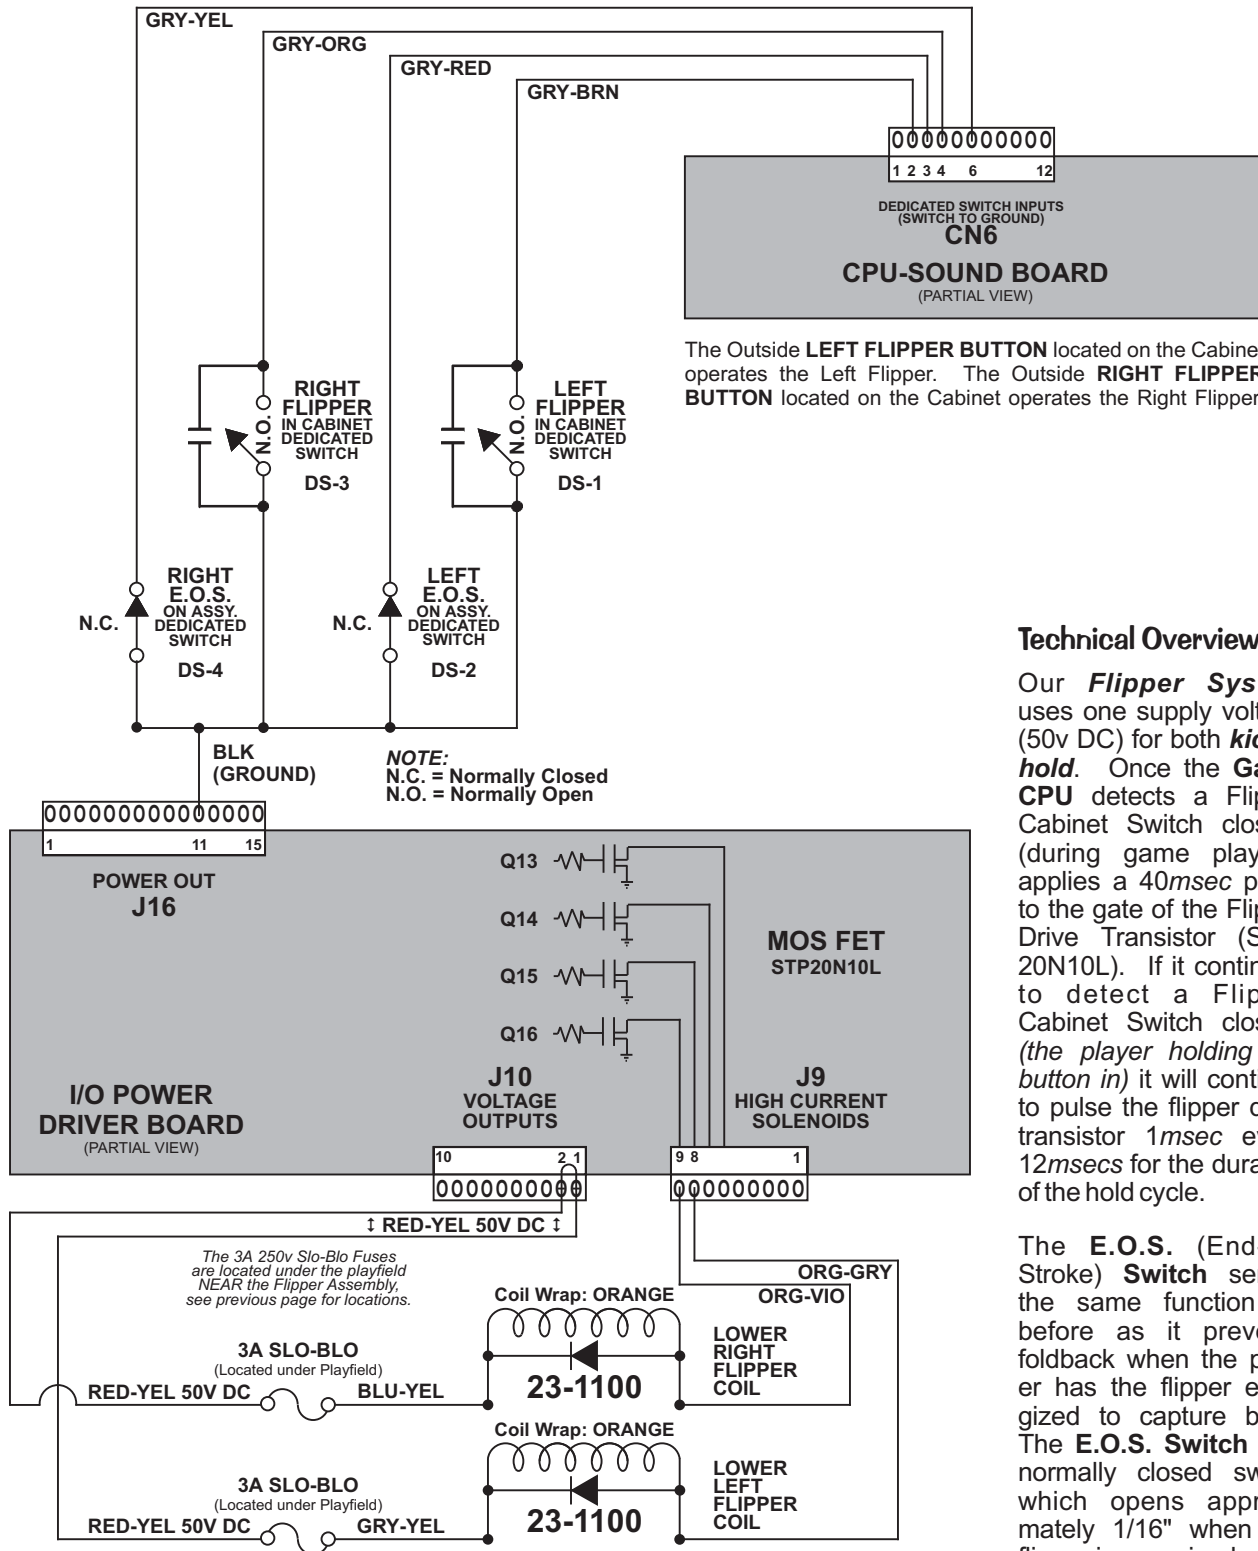 GRY-YEL
GRY-ORG
GRY-RED
GRY-BRN
1 2 3 4 6 12
DEDICATED SWITCH INPUTS
(SWITCH TO GROUND)
CN6
CPU-SOUND BOARD
(PARTIAL VIEW)
The Outside LEFT FLIPPER BUTTON located on the Cabine
operates the Left Flipper. The Outside RIGHT FLIPPER
BUTTON located on the Cabinet operates the Right Flipper
RIGHT
FLIPPER
IN CABINET
DEDICATED
SWITCH
DS-3
N.O.
LEFT
FLIPPER
IN CABINET
DEDICATED
SWITCH
DS-1
N.O.
RIGHT
E.O.S.
ON ASSY.
DEDICATED
SWITCH
DS-4
N.C.
LEFT
E.O.S.
ON ASSY.
DEDICATED
SWITCH
DS-2
N.C.
BLK
(GROUND)
NOTE:
N.C. = Normally Closed
N.O. = Normally Open
1 11 15
POWER OUT
J16
Q13
Q14
Q15
Q16
MOS FET
STP20N10L
I/O POWER
DRIVER BOARD
(PARTIAL VIEW)
J10
VOLTAGE
OUTPUTS
J9
HIGH CURRENT
SOLENOIDS
10 2 1
9 8 1
↕ RED-YEL 50V DC ↕
The 3A 250v Slo-Blo Fuses
are located under the playfield
NEAR the Flipper Assembly,
see previous page for locations.
ORG-GRY
ORG-VIO
Coil Wrap: ORANGE
3A SLO-BLO
(Located under Playfield)
RED-YEL 50V DC
BLU-YEL
23-1100
LOWER
RIGHT
FLIPPER
COIL
Coil Wrap: ORANGE
3A SLO-BLO
(Located under Playfield)
RED-YEL 50V DC
GRY-YEL
23-1100
LOWER
LEFT
FLIPPER
COIL
Technical Overview
Our Flipper Sys
uses one supply volt
(50v DC) for both kic
hold. Once the Ga
CPU detects a Flip
Cabinet Switch clos
(during game play
applies a 40msec p
to the gate of the Flip
Drive Transistor (S
20N10L). If it contin
to detect a Flip
Cabinet Switch clos
(the player holding
button in) it will cont
to pulse the flipper d
transistor 1msec e
12msecs for the dura
of the hold cycle.
The E.O.S. (End
Stroke) Switch ser
the same function
before as it prev
foldback when the p
er has the flipper e
gized to capture b
The E.O.S. Switch
normally closed sw
which opens appr
mately 1/16" when